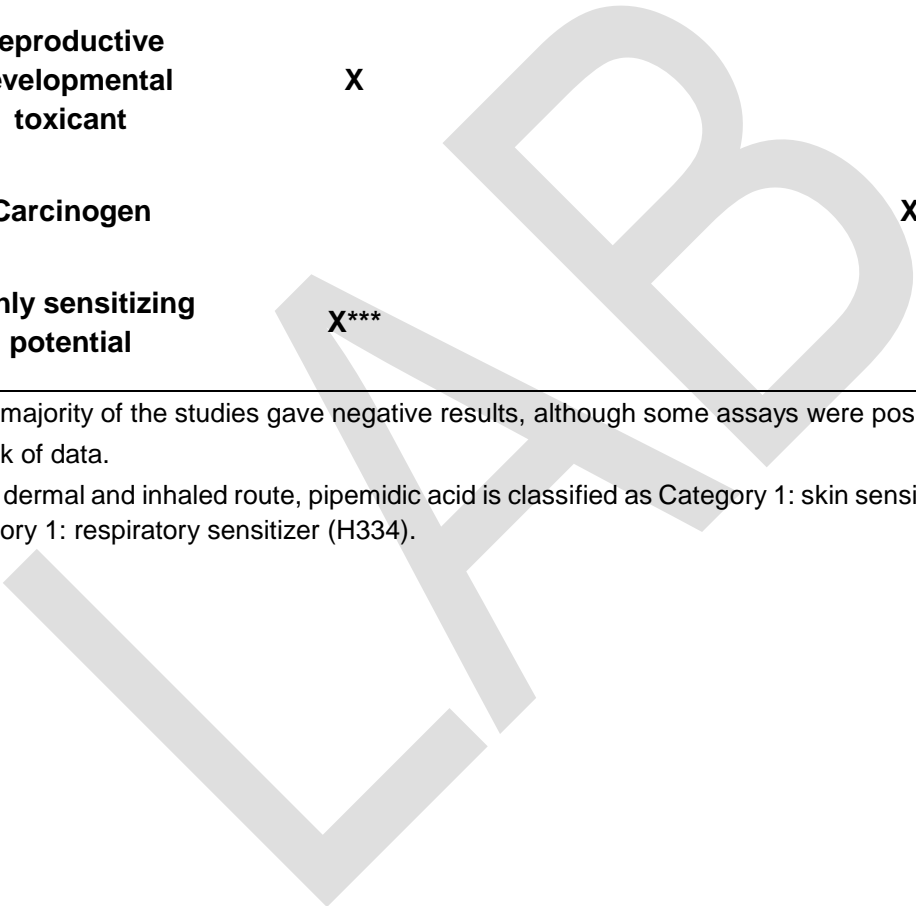 eproductive
evelopmental
toxicant
X
Carcinogen
X
nly sensitizing
potential
X***
majority of the studies gave negative results, although some assays were pos
k of data.
dermal and inhaled route, pipemidic acid is classified as Category 1: skin sensi
ory 1: respiratory sensitizer (H334).
LAB